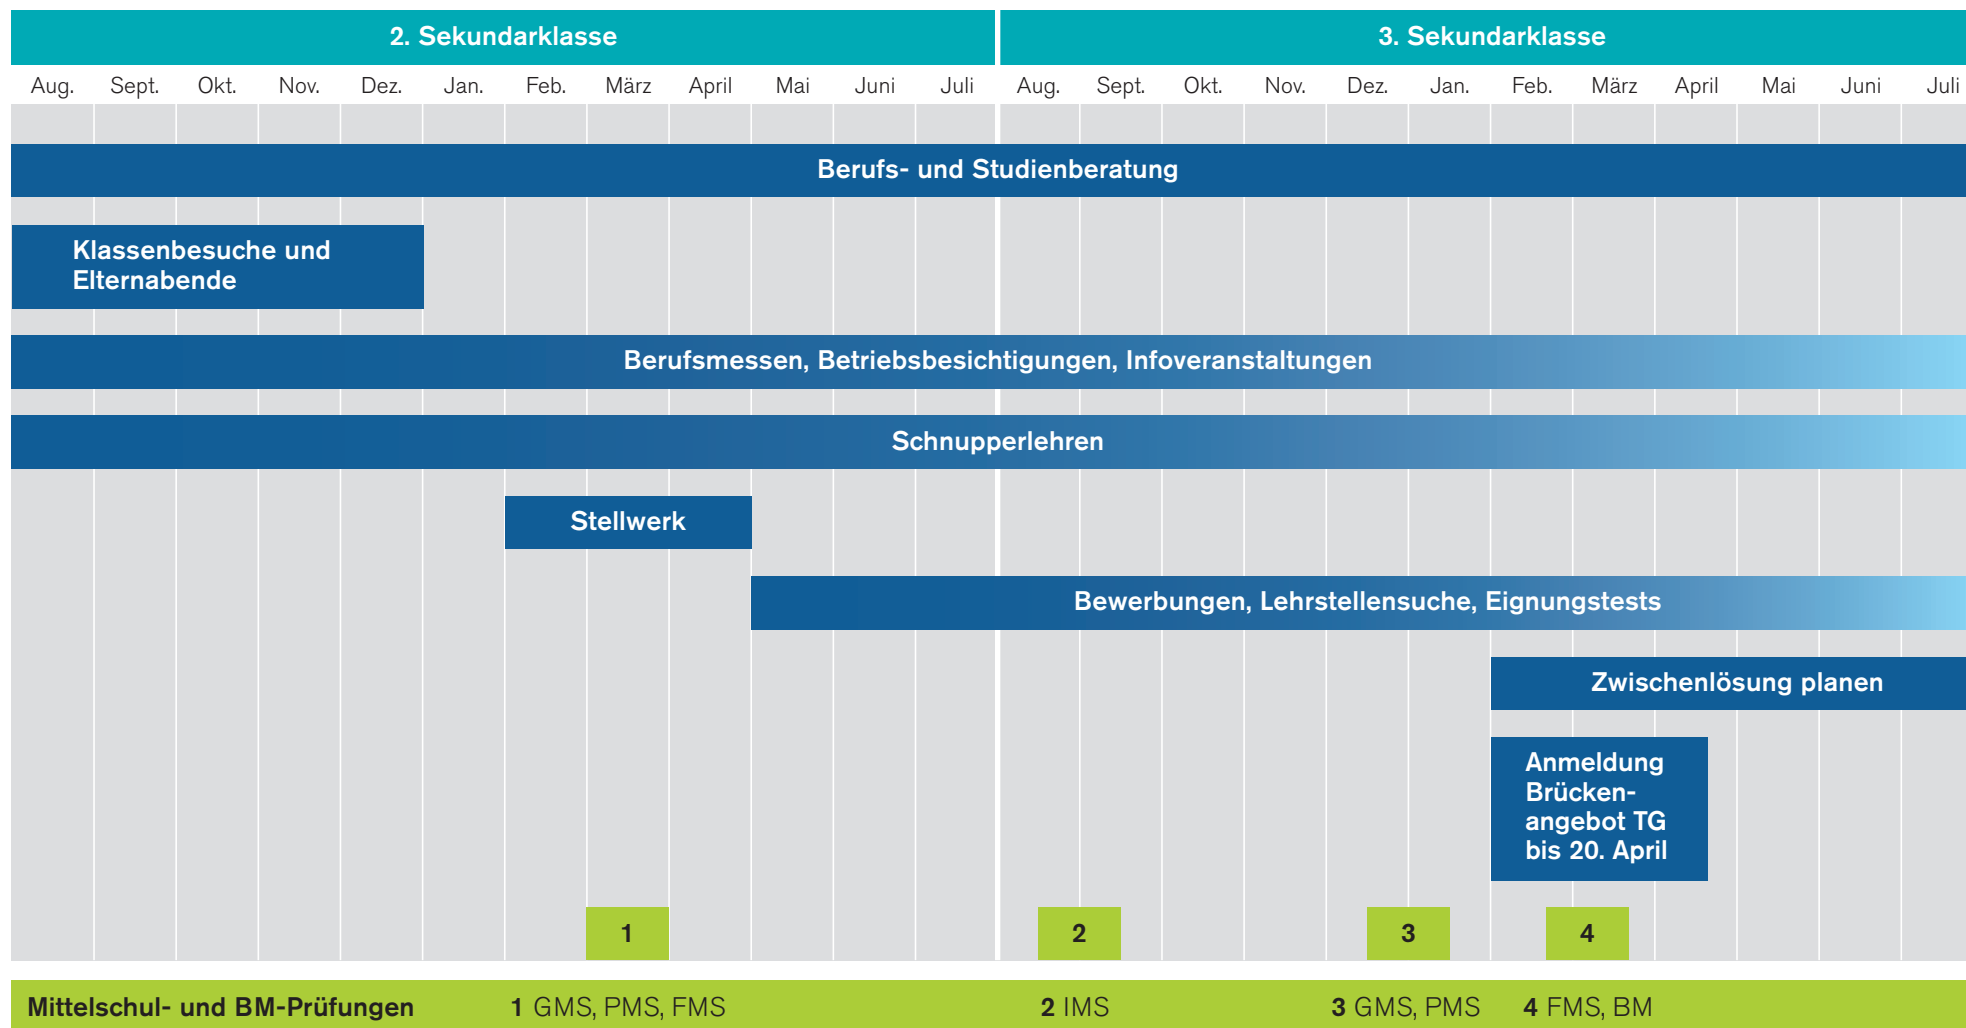 2. Sekundarklasse 3. Sekundarklasse
Aug. Sept. Okt. Nov. Dez. Jan. Feb. März April Mai Juni Juli Aug. Sept. Okt. Nov. Dez. Jan. Feb. März April Mai Juni Juli
Berufs- und Studienberatung
Klassenbesuche und
Elternabende
Berufsmessen, Betriebsbesichtigungen, Infoveranstaltungen
Schnupperlehren
Stellwerk
Bewerbungen, Lehrstellensuche, Eignungstests
Zwischenlösung planen
Anmeldung
Brücken-
angebot TG
bis 20. April
1 2 3 4
Mittelschul- und BM-Prüfungen 1 GMS, PMS, FMS 2 IMS 3 GMS, PMS 4 FMS, BM